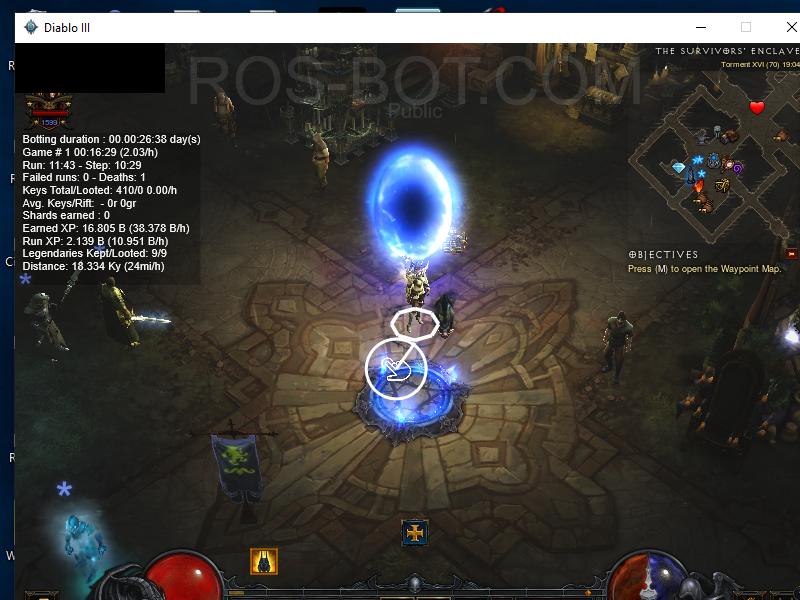 Diablo III
THE SURVIVORS' ENCLAVE
Torment XVI (70) 19:04
ROS-BOT.COM
Public
1599
Botting duration : 00.00:26:38 day(s)
Game # 1 00:16:29 (2.03/h)
Run: 11:43 - Step: 10:29
Failed runs: 0 - Deaths: 1
Keys Total/Looted: 410/0 0.00/h
Avg. Keys/Rift: - 0r 0gr
Shards earned : 0
Earned XP: 16.805 B (38.378 B/h)
Run XP: 2.139 B (10.951 B/h)
Legendaries Kept/Looted: 9/9
Distance: 18.334 Ky (24mi/h)
OBJECTIVES
Press (M) to open the Waypoint Map.